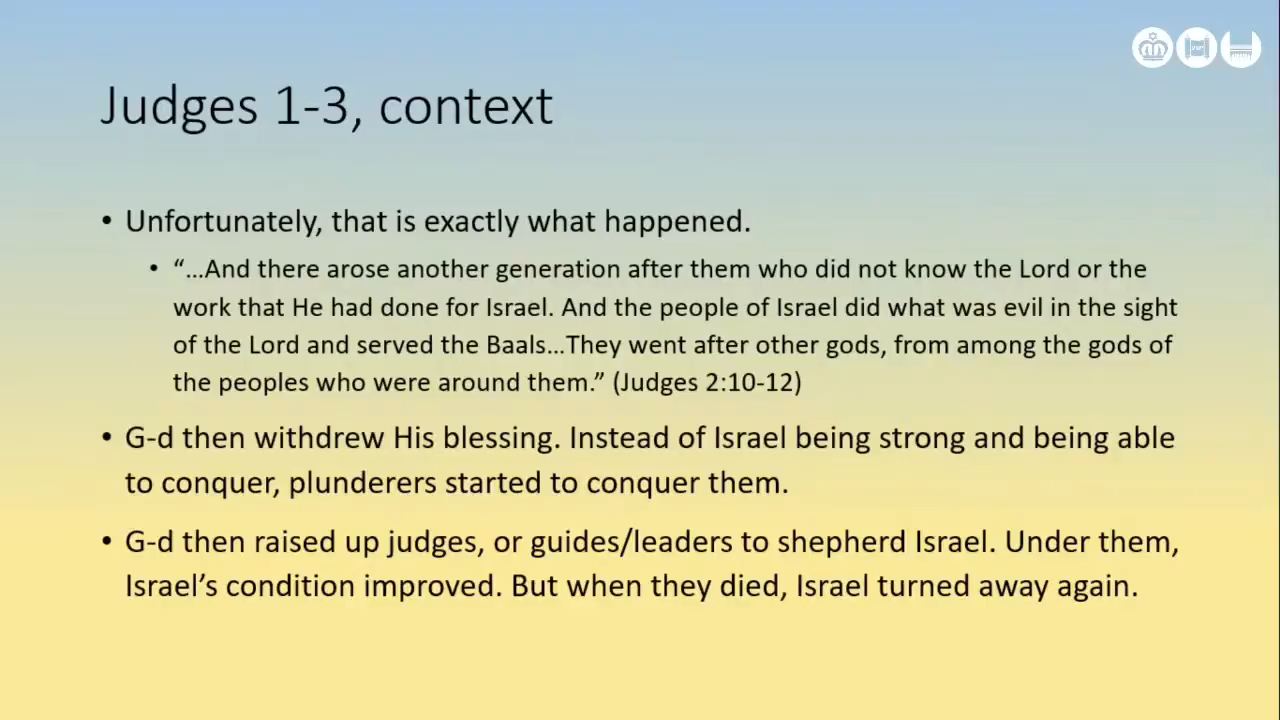 Judges 1-3, context
• Unfortunately, that is exactly what happened.
• “…And there arose another generation after them who did not know the Lord or the
work that He had done for Israel. And the people of Israel did what was evil in the sight
of the Lord and served the Baals…They went after other gods, from among the gods of
the peoples who were around them.” (Judges 2:10-12)
• G-d then withdrew His blessing. Instead of Israel being strong and being able
to conquer, plunderers started to conquer them.
• G-d then raised up judges, or guides/leaders to shepherd Israel. Under them,
Israel’s condition improved. But when they died, Israel turned away again.